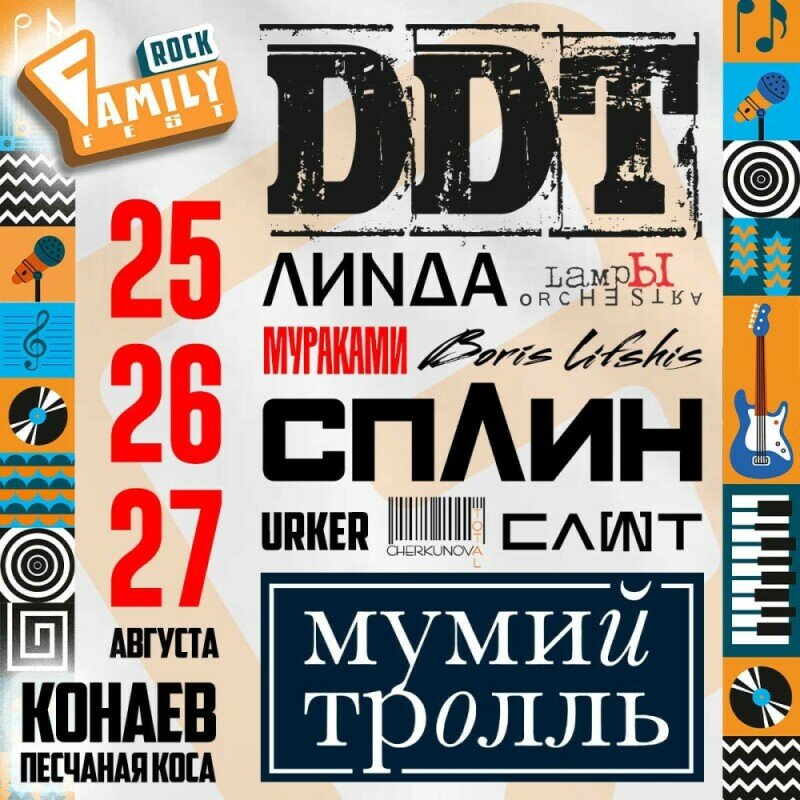 ROCK
FAMILY
FEST
DDT
25
26
27
АВГУСТА
КОНАЕВ
ПЕСЧАНАЯ КОСА
ЛИNДА
LampЫ
ORCHESTRA
МУРАКАМИ
Boris Lifshis
СПЛИН
URKER
CHERKUNOVA
TOTAL
СЛОТ
мумий
тролль